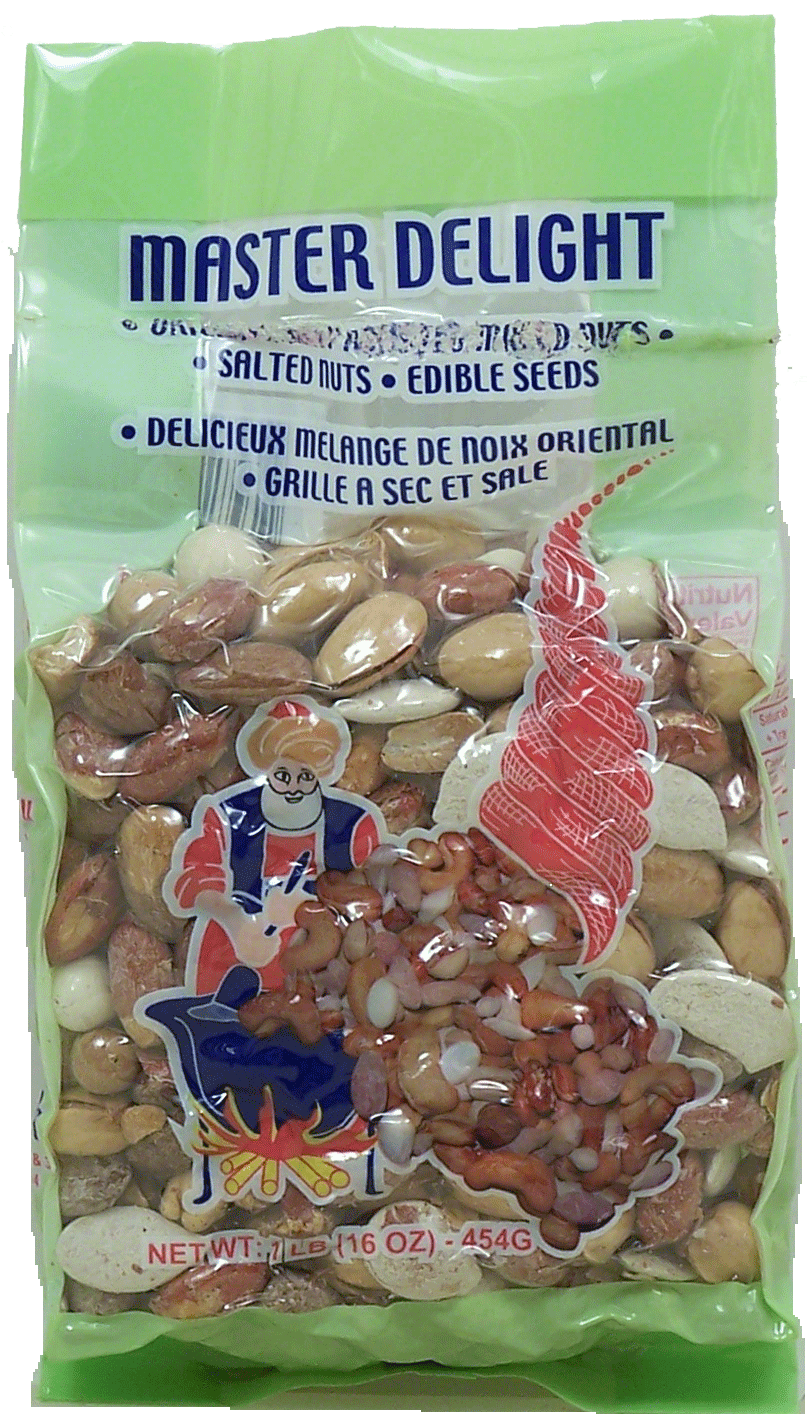 MASTER DELIGHT
• SALTED NUTS • EDIBLE SEEDS
• DELICIEUX MELANGE DE NOIX ORIENTAL
• GRILLE A SEC ET SALE
NET WT: 1 LB (16 OZ) - 454G